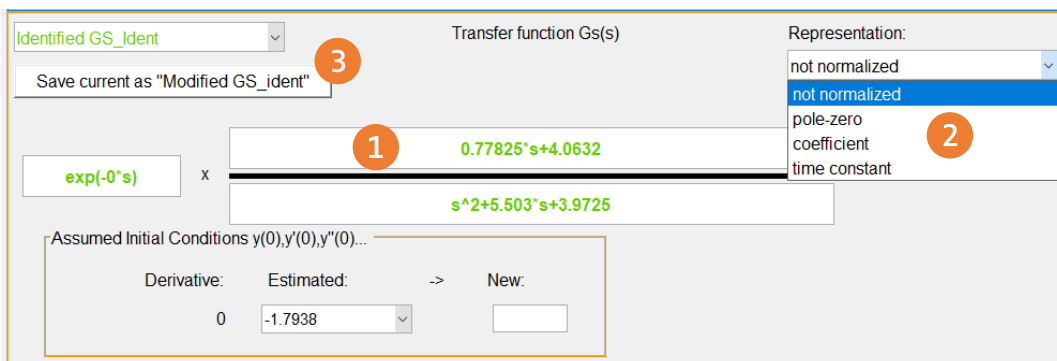 Identified GS_Ident
Transfer function Gs(s)
Representation:
3
not normalized
Save current as "Modified GS_ident"
not normalized
pole-zero
coefficient
time constant
2
1
0.77825*s+4.0632
exp(-0*s)
x
s^2+5.503*s+3.9725
Assumed Initial Conditions y(0),y'(0),y''(0)...
Derivative: Estimated: -> New:
0 -1.7938